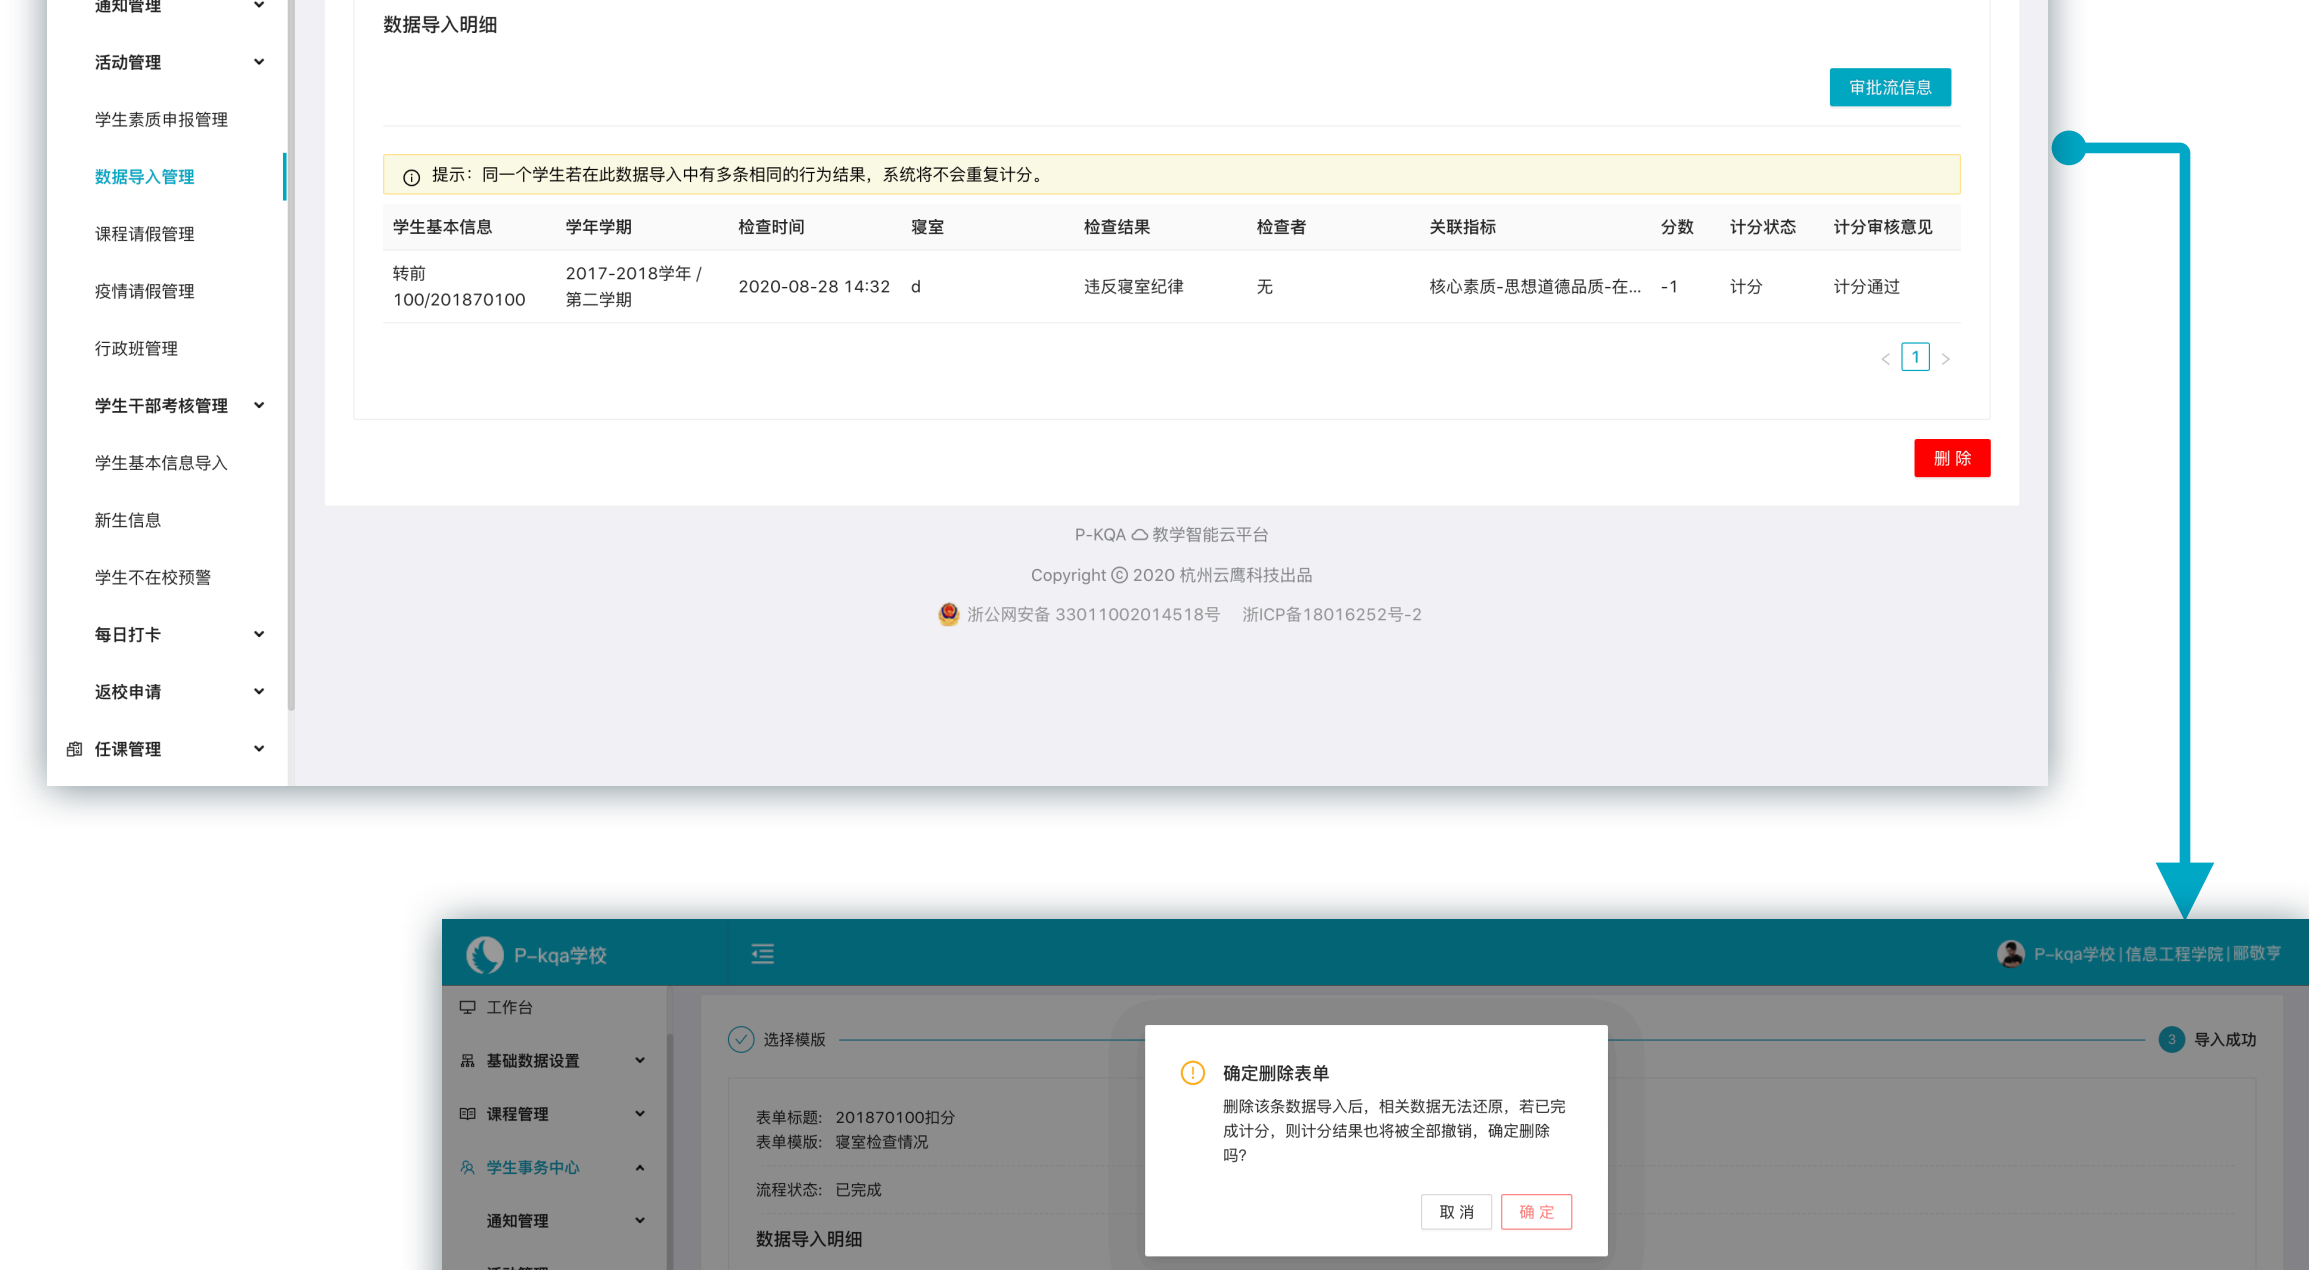 通知管理
数据导入明细
活动管理
审批流信息
学生素质申报管理
数据导入管理
提示：同一个学生若在此数据导入中有多条相同的行为结果，系统将不会重复计分。
课程请假管理
学生基本信息 学年学期 检查时间 寝室 检查结果 检查者 关联指标 分数 计分状态 计分审核意见
转前 100/201870100 2017-2018学年 / 第二学期 2020-08-28 14:32 d 违反寝室纪律 无 核心素质-思想道德品质-在... -1 计分 计分通过
疫情请假管理
行政班管理
< 1 >
学生干部考核管理
学生基本信息导入
删 除
新生信息
P-KQA 教学智能云平台
学生不在校预警
Copyright © 2020 杭州云鹰科技出品
浙公网安备 33011002014518号 浙ICP备18016252号-2
每日打卡
返校申请
任课管理
P-kqa学校
P-kqa学校|信息工程学院|郦敬亨
工作台
选择模版
3 导入成功
基础数据设置
确定删除表单
删除该条数据导入后，相关数据无法还原，若已完
成计分，则计分结果也将被全部撤销，确定删除
吗?
取 消 确 定
课程管理
表单标题: 201870100扣分
表单模版: 寝室检查情况
学生事务中心
流程状态: 已完成
通知管理
数据导入明细